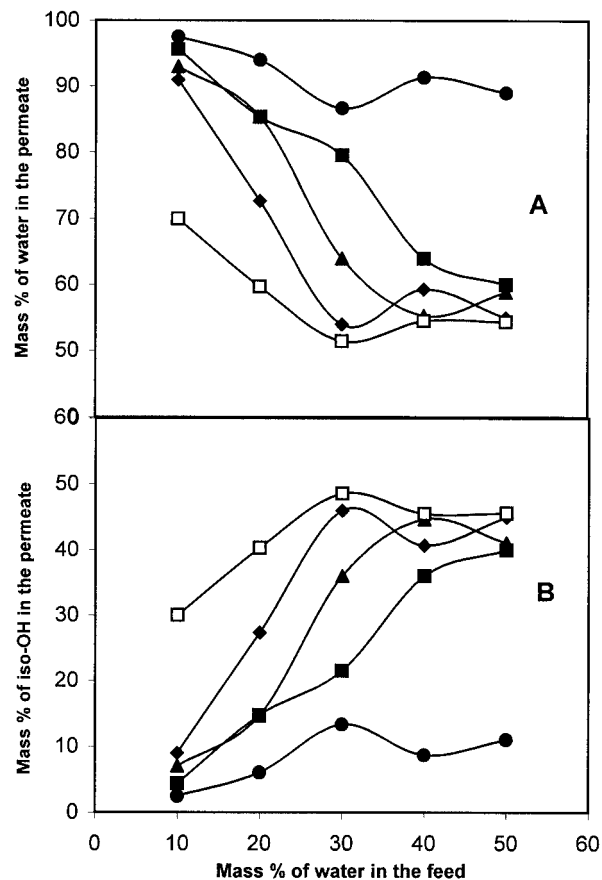 100
90
80
70
60
50
60
0
Mass % of water in the permeate
A
50
40
30
20
10
0
Mass % of iso-OH in the permeate
B
0 10 20 30 40 50 60
Mass % of water in the feed